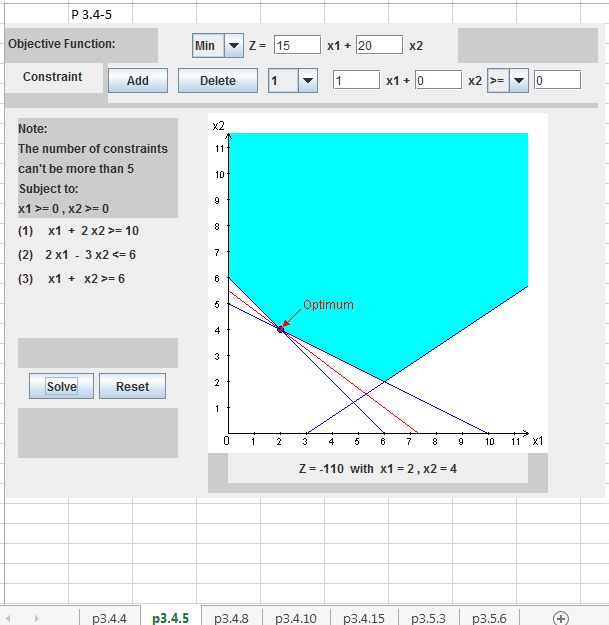 P 3.4-5
Objective Function: Min Z = 15 x1 + 20 x2
Constraint Add Delete 1 1 x1 + 0 x2 >= 0
Note:
The number of constraints
can't be more than 5
Subject to:
x1 >= 0 , x2 >= 0
(1) x1 + 2 x2 >= 10
(2) 2 x1 - 3 x2 <= 6
(3) x1 + x2 >= 6
Solve Reset
x2
11
10
9
8
7
6
5
4
3
2
1
Optimum
0 1 2 3 4 5 6 7 8 9 10 11 x1
Z = -110 with x1 = 2 , x2 = 4
p3.4.4 p3.4.5 p3.4.8 p3.4.10 p3.4.15 p3.5.3 p3.5.6